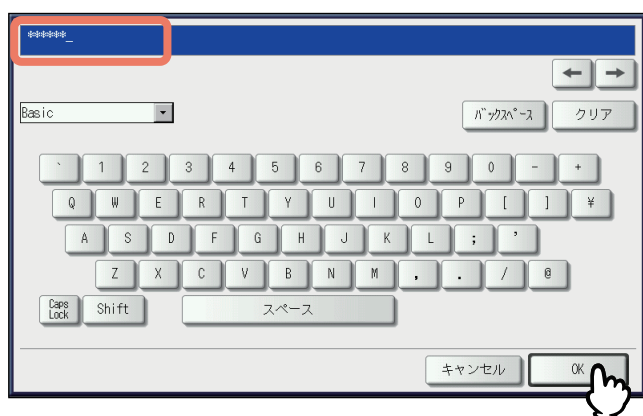 ******_
← →
Basic バックスペース クリア
` 1 2 3 4 5 6 7 8 9 0 - +
Q W E R T Y U I O P [ ] ¥
A S D F G H J K L ; '
Z X C V B N M , . / @
Caps Lock Shift スペース
キャンセル OK